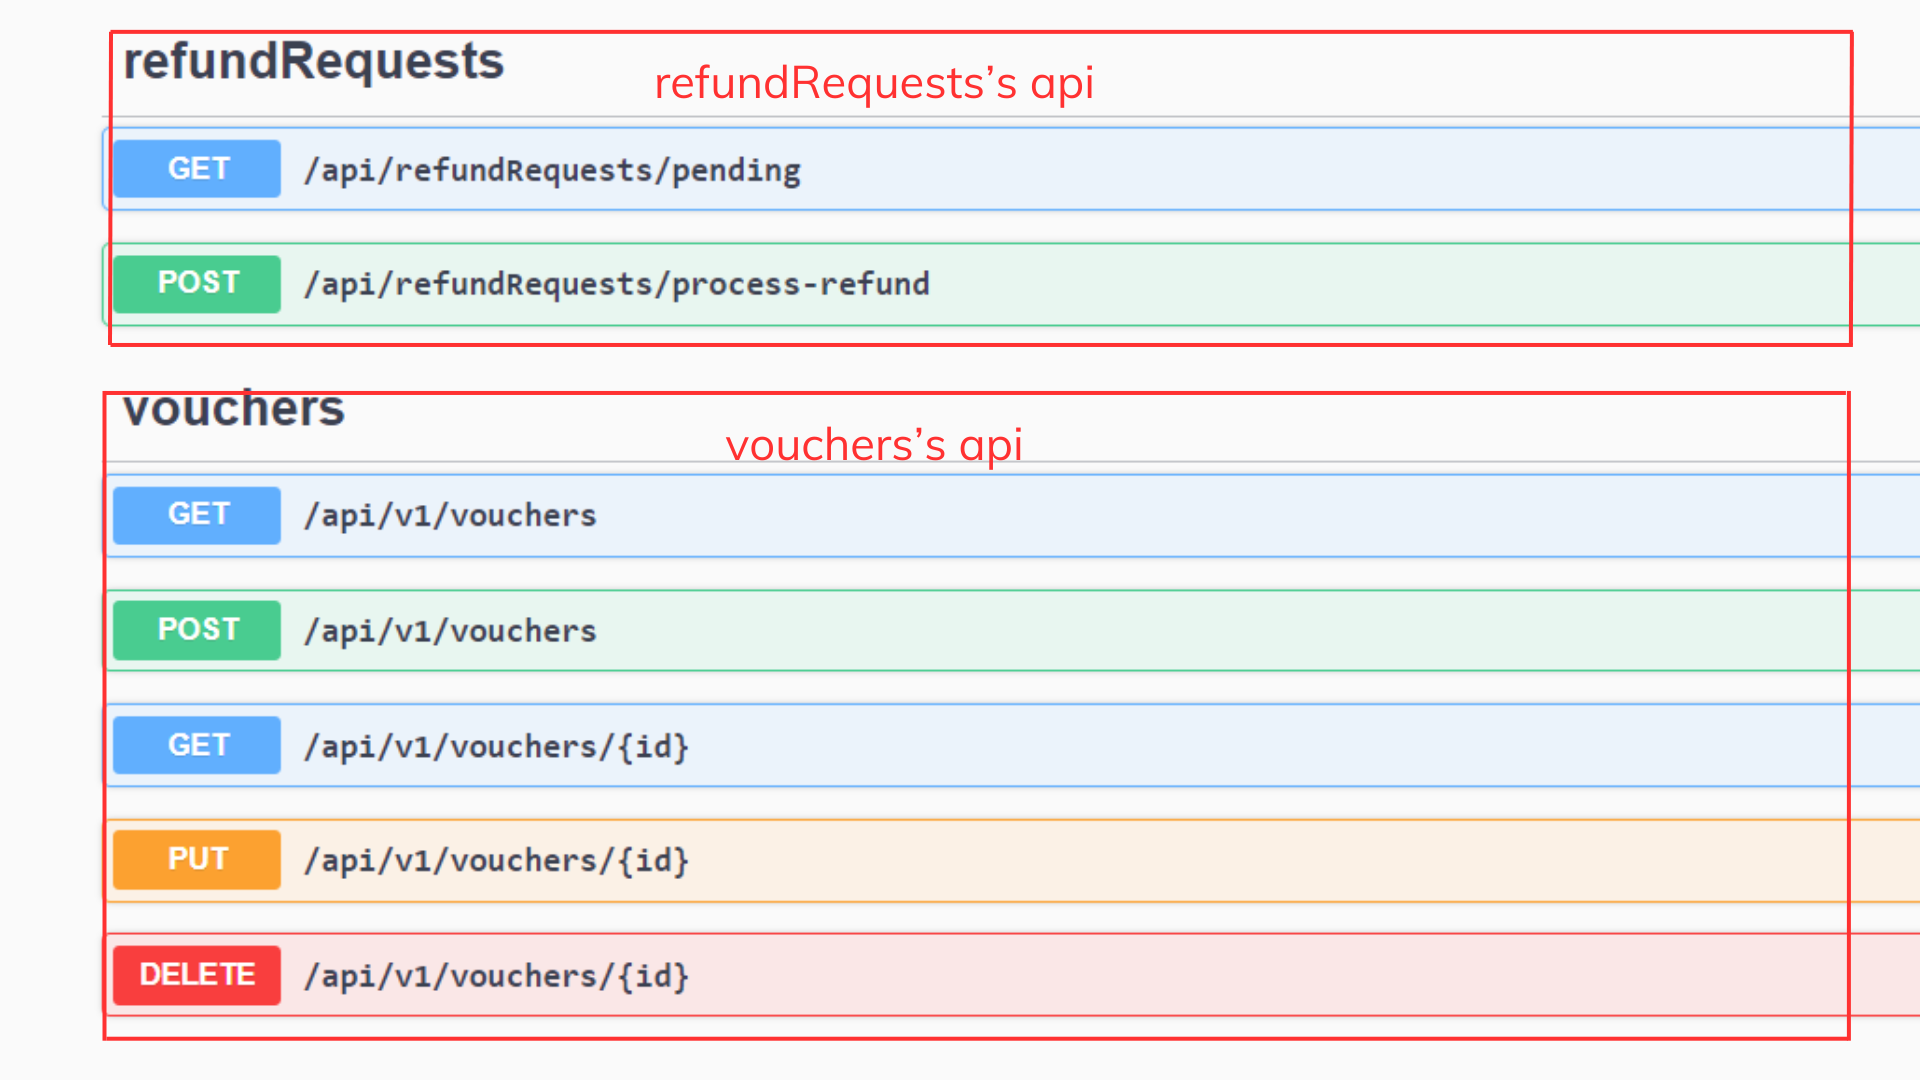 refundRequests
refundRequests’s api
GET /api/refundRequests/pending
POST /api/refundRequests/process-refund
vouchers
vouchers’s api
GET /api/v1/vouchers
POST /api/v1/vouchers
GET /api/v1/vouchers/{id}
PUT /api/v1/vouchers/{id}
DELETE /api/v1/vouchers/{id}